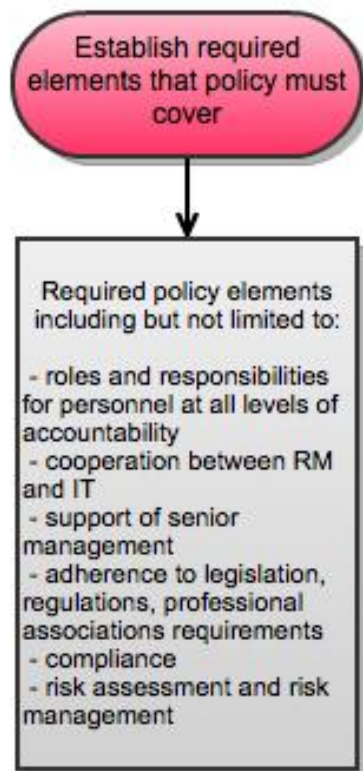 Establish required
elements that policy must
cover
Required policy elements
including but not limited to:
- roles and responsibilities
for personnel at all levels of
accountability
- cooperation between RM
and IT
- support of senior
management
- adherence to legislation,
regulations, professional
associations requirements
- compliance
- risk assessment and risk
management